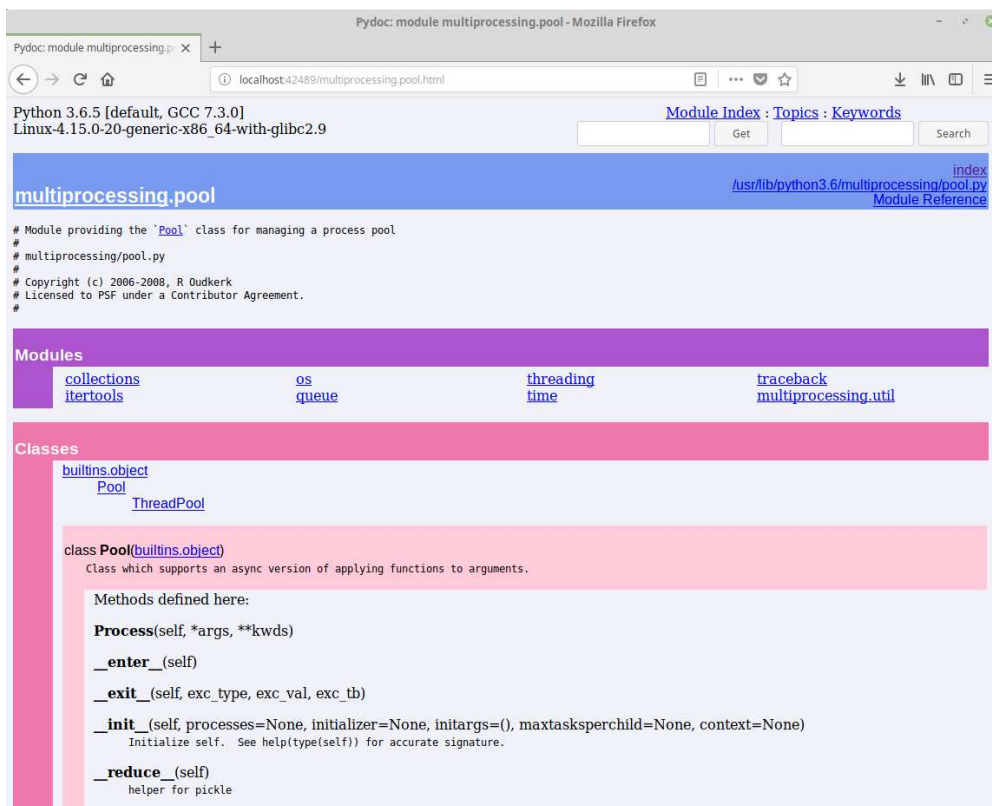 Pydoc: module multiprocessing.pool - Mozilla Firefox
Pydoc: module multiprocessing.p
localhost:42489/multiprocessing.pool.html
Python 3.6.5 [default, GCC 7.3.0]
Linux-4.15.0-20-generic-x86_64-with-glibc2.9
Module Index : Topics : Keywords
Get
Search
multiprocessing.pool
index
/usr/lib/python3.6/multiprocessing/pool.py
Module Reference
# Module providing the `Pool` class for managing a process pool
#
# multiprocessing/pool.py
#
# Copyright (c) 2006-2008, R Oudkerk
# Licensed to PSF under a Contributor Agreement.
#
Modules
collections os threading traceback
itertools queue time multiprocessing.util
Classes
builtins.object
Pool
ThreadPool
class Pool(builtins.object)
Class which supports an async version of applying functions to arguments.
Methods defined here:
Process(self, *args, **kwds)
__enter__(self)
__exit__(self, exc_type, exc_val, exc_tb)
__init__(self, processes=None, initializer=None, initargs=(), maxtasksperchild=None, context=None)
Initialize self.  See help(type(self)) for accurate signature.
__reduce__(self)
helper for pickle